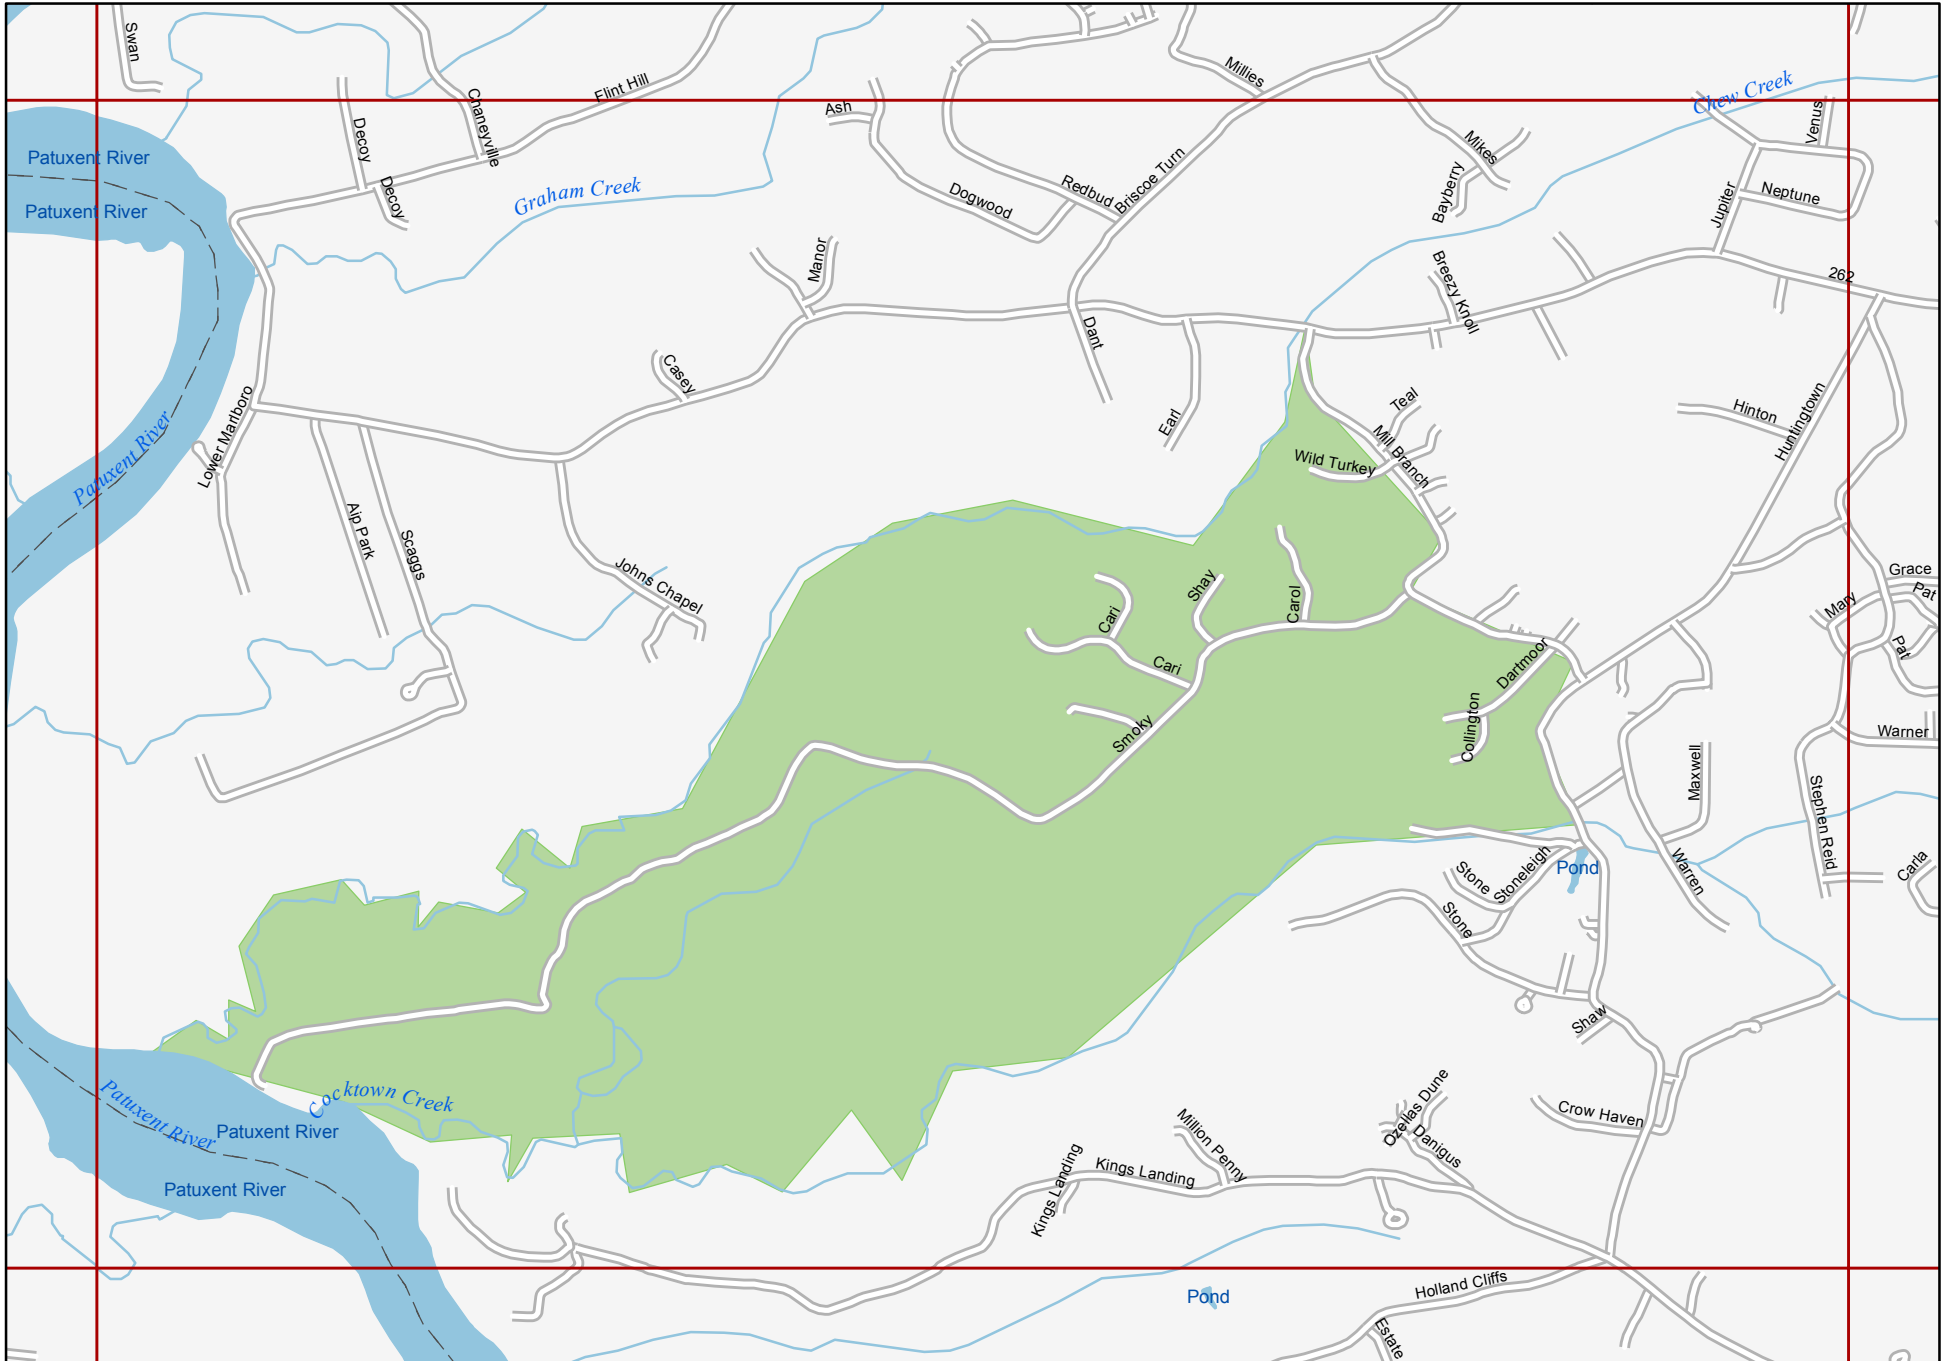 Swan
Flint Hill
Millies
Chew Creek
Ash
Chaneyville
Decoy
Venus
Mikes
Patuxent River
Graham Creek
Redbud
Briscoe Turn
Bayberry
Neptune
Patuxent River
Decoy
Dogwood
Jupiter
Manor
Breezy Knoll
262
Dant
Casey
Teal
Hinton
Huntingtown
Lower Marlboro
Earl
Mill Branch
Patuxent River
Wild Turkey
Aip Park
Scaggs
Johns Chapel
Shay
Carol
Grace
Pat
Mary
Cari
Pat
Cari
Dartmoor
Smoky
Collington
Warner
Maxwell
Stephen Reid
Stone
Stoneleigh
Pond
Warren
Carla
Stone
Shaw
Cocktown Creek
Patuxent River
Patuxent River
Ozellas Dune
Crow Haven
Million Penny
Danigus
Kings Landing
Kings Landing
Patuxent River
Holland Cliffs
Pond
Estate